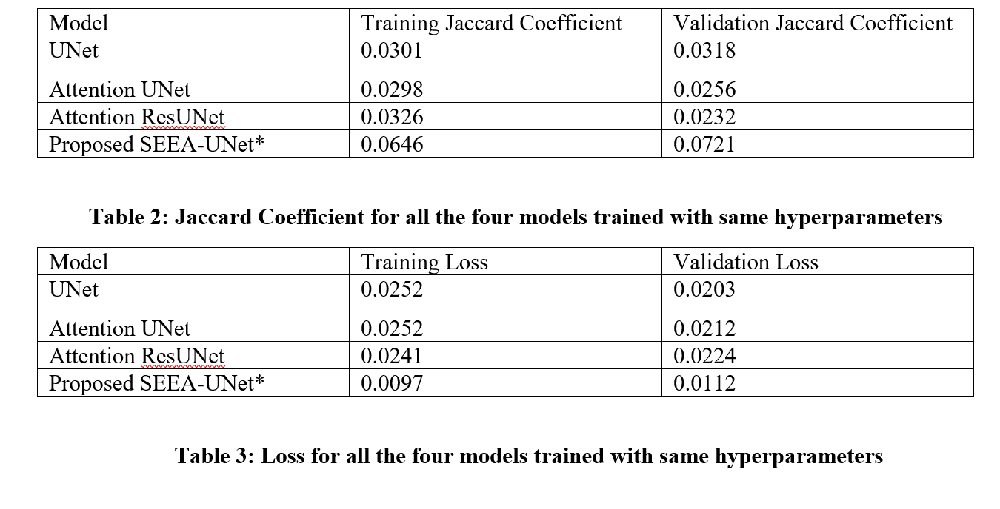 Model Training Jaccard Coefficient Validation Jaccard Coefficient
UNet 0.0301 0.0318
Attention UNet 0.0298 0.0256
Attention ResUNet 0.0326 0.0232
Proposed SEEA-UNet* 0.0646 0.0721
Table 2: Jaccard Coefficient for all the four models trained with same hyperparameters
Model Training Loss Validation Loss
UNet 0.0252 0.0203
Attention UNet 0.0252 0.0212
Attention ResUNet 0.0241 0.0224
Proposed SEEA-UNet* 0.0097 0.0112
Table 3: Loss for all the four models trained with same hyperparameters